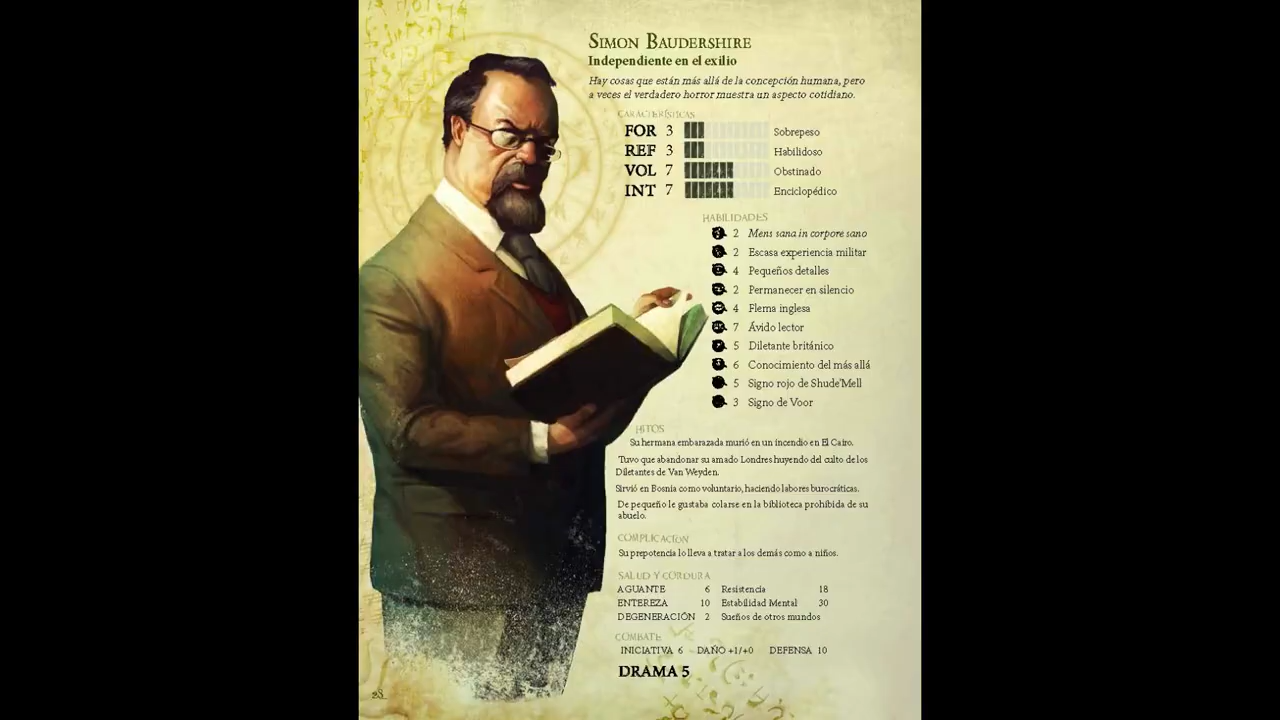 SIMON BAUDERSHIRE
Independiente en el exilio
Hay cosas que están más allá de la concepción humana, pero
a veces el verdadero horror muestra un aspecto cotidiano.
CARACTERÍSTICAS
FOR 3 Sobrepeso
REF 3 Habilidoso
VOL 7 Obstinado
INT 7 Enciclopédico
HABILIDADES
2 Mens sana in corpore sano
2 Escasa experiencia militar
4 Pequeños detalles
2 Permanecer en silencio
4 Flema inglesa
7 Ávido lector
5 Diletante británico
6 Conocimiento del más allá
5 Signo rojo de Shude'Mell
3 Signo de Voor
HITOS
Su hermana embarazada murió en un incendio en El Cairo.
Tuvo que abandonar su amado Londres huyendo del culto de los
Diletantes de Van Weyden.
Sirvió en Bosnia como voluntario, haciendo labores burocráticas.
De pequeño le gustaba colarse en la biblioteca prohibida de su
abuelo.
COMPLICACIÓN
Su prepotencia lo lleva a tratar a los demás como a niños.
SALUD Y CORDURA
AGUANTE 6 Resistencia 18
ENTEREZA 10 Estabilidad Mental 30
DEGENERACIÓN 2 Sueños de otros mundos
COMBATE
INICIATIVA 6 DAÑO +1/+0 DEFENSA 10
DRAMA 5
28